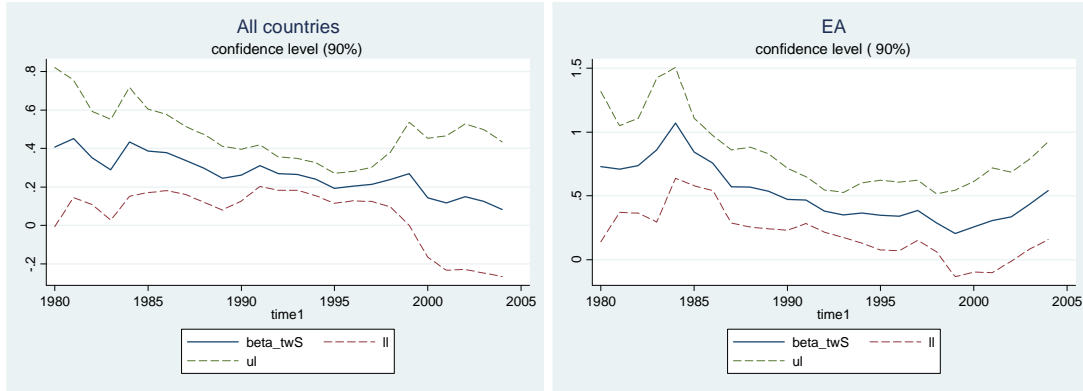 All countries
confidence level (90%)
.8
.6
.4
.2
0
-.2
1980
1985
1990
1995
2000
2005
time1
beta_twS
ll
ul
EA
confidence level ( 90%)
1.5
1
.5
0
1980
1985
1990
1995
2000
2005
time1
beta_twS
ll
ul